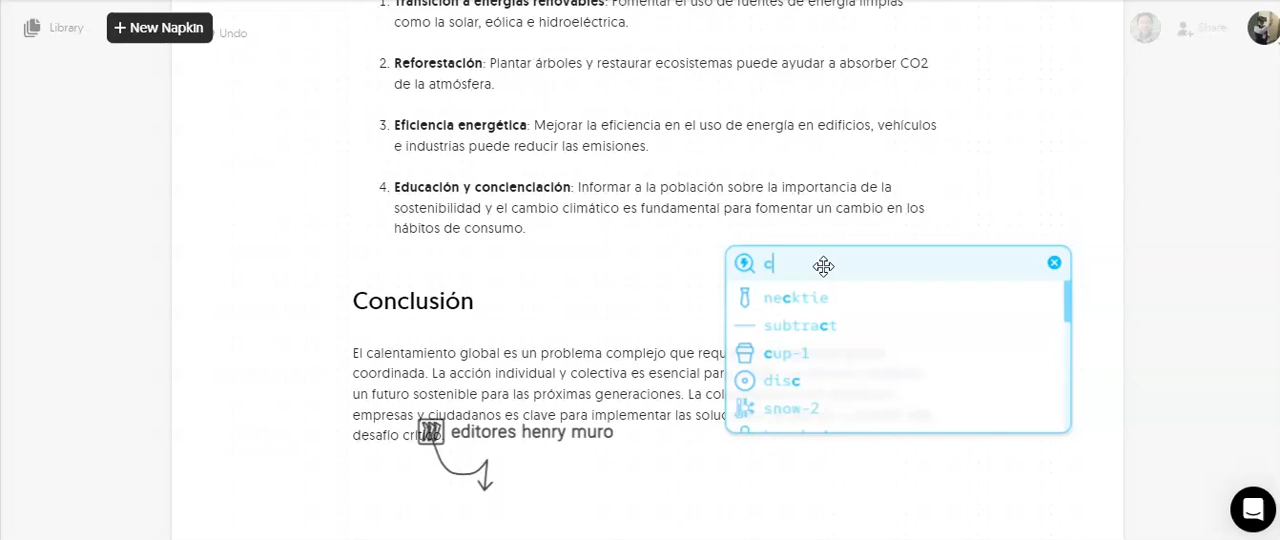 Library
+ New Napkin
Undo
Share
1. Transición a energías renovables: Fomentar el uso de fuentes de energía limpias
como la solar, eólica e hidroeléctrica.
2. Reforestación: Plantar árboles y restaurar ecosistemas puede ayudar a absorber CO2
de la atmósfera.
3. Eficiencia energética: Mejorar la eficiencia en el uso de energía en edificios, vehículos
e industrias puede reducir las emisiones.
4. Educación y concienciación: Informar a la población sobre la importancia de la
sostenibilidad y el cambio climático es fundamental para fomentar un cambio en los
hábitos de consumo.
c
necktie
subtract
cup-1
disc
snow-2
Conclusión
El calentamiento global es un problema complejo que requ
coordinada. La acción individual y colectiva es esencial par
un futuro sostenible para las próximas generaciones. La col
empresas y ciudadanos es clave para implementar las soluc
desafío crítico.
editores henry muro